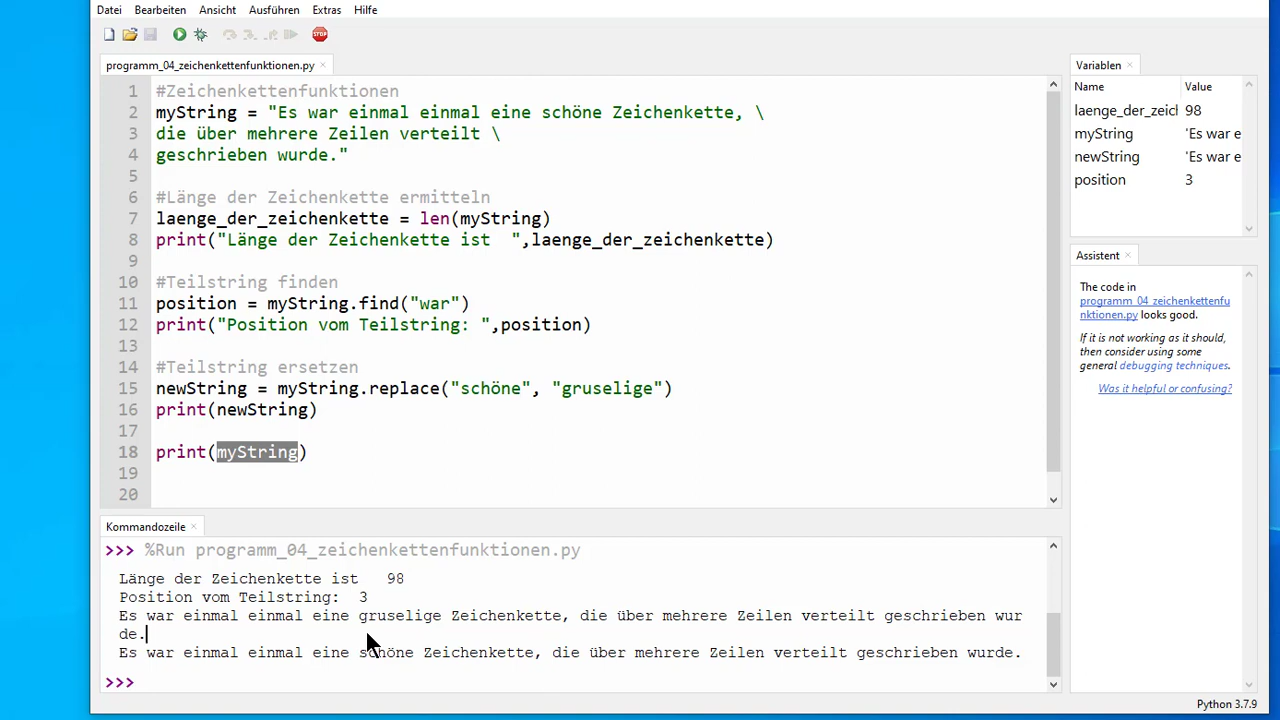 Datei Bearbeiten Ansicht Ausführen Extras Hilfe
STOP
programm_04_zeichenkettenfunktionen.py ×
1 #Zeichenkettenfunktionen
2 myString = "Es war einmal einmal eine schöne Zeichenkette, \
3 die über mehrere Zeilen verteilt \
4 geschrieben wurde."
5
6 #Länge der Zeichenkette ermitteln
7 laenge_der_zeichenkette = len(myString)
8 print("Länge der Zeichenkette ist  ",laenge_der_zeichenkette)
9
10 #Teilstring finden
11 position = myString.find("war")
12 print("Position vom Teilstring: ",position)
13
14 #Teilstring ersetzen
15 newString = myString.replace("schöne", "gruselige")
16 print(newString)
17
18 print(myString)
19
20
Kommandozeile ×
>>> %Run programm_04_zeichenkettenfunktionen.py
Länge der Zeichenkette ist   98
Position vom Teilstring:  3
Es war einmal einmal eine gruselige Zeichenkette, die über mehrere Zeilen verteilt geschrieben wur
de.
Es war einmal einmal eine schöne Zeichenkette, die über mehrere Zeilen verteilt geschrieben wurde.
>>>
Variablen ×
Name Value
laenge_der_zeicl 98
myString 'Es war e
newString 'Es war e
position 3
Assistent ×
The code in
programm_04_zeichenkettenfu
nktionen.py looks good.
If it is not working as it should,
then consider using some
general debugging techniques.
Was it helpful or confusing?
Python 3.7.9